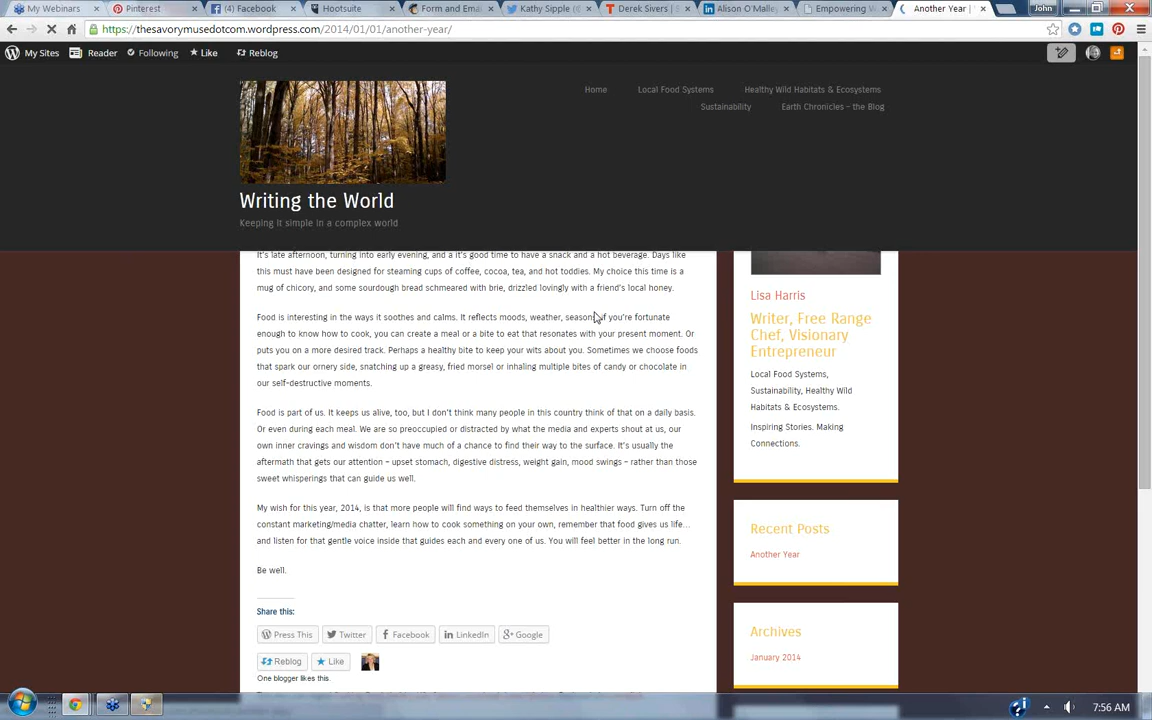 My Webinars
Pinterest
(4) Facebook
Hootsuite
Form and Ema
Kathy Sipple (
Derek Sivers |
Alison O'Malley
Empowering W
Another Year |
John
https://thesavorymusedotcom.wordpress.com/2014/01/01/another-year/
My Sites
Reader
Following
Like
Reblog
Home
Local Food Systems
Healthy Wild Habitats & Ecosystems
Sustainability
Earth Chronicles – the Blog
Writing the World
Keeping it simple in a complex world
It's late afternoon, turning into early evening, and a it's good time to have a snack and a hot beverage. Days like
this must have been designed for steaming cups of coffee, cocoa, tea, and hot toddies. My choice this time is a
mug of chicory, and some sourdough bread schmeared with brie, drizzled lovingly with a friend's local honey.
Food is interesting in the ways it soothes and calms. It reflects moods, weather, seasons. If you're fortunate
enough to know how to cook, you can create a meal or a bite to eat that resonates with your present moment. Or
puts you on a more desired track. Perhaps a healthy bite to keep your wits about you. Sometimes we choose foods
that spark our ornery side, snatching up a greasy, fried morsel or inhaling multiple bites of candy or chocolate in
our self-destructive moments.
Food is part of us. It keeps us alive, too, but I don't think many people in this country think of that on a daily basis.
Or even during each meal. We are so preoccupied or distracted by what the media and experts shout at us, our
own inner cravings and wisdom don't have much of a chance to find their way to the surface. It's usually the
aftermath that gets our attention – upset stomach, digestive distress, weight gain, mood swings – rather than those
sweet whisperings that can guide us well.
My wish for this year, 2014, is that more people will find ways to feed themselves in healthier ways. Turn off the
constant marketing/media chatter, learn how to cook something on your own, remember that food gives us life...
and listen for that gentle voice inside that guides each and every one of us. You will feel better in the long run.
Be well.
Share this:
Press This
Twitter
Facebook
LinkedIn
Google
Reblog
Like
One blogger likes this.
Lisa Harris
Writer, Free Range
Chef, Visionary
Entrepreneur
Local Food Systems,
Sustainability, Healthy Wild
Habitats & Ecosystems.
Inspiring Stories. Making
Connections.
Recent Posts
Another Year
Archives
January 2014
7:56 AM